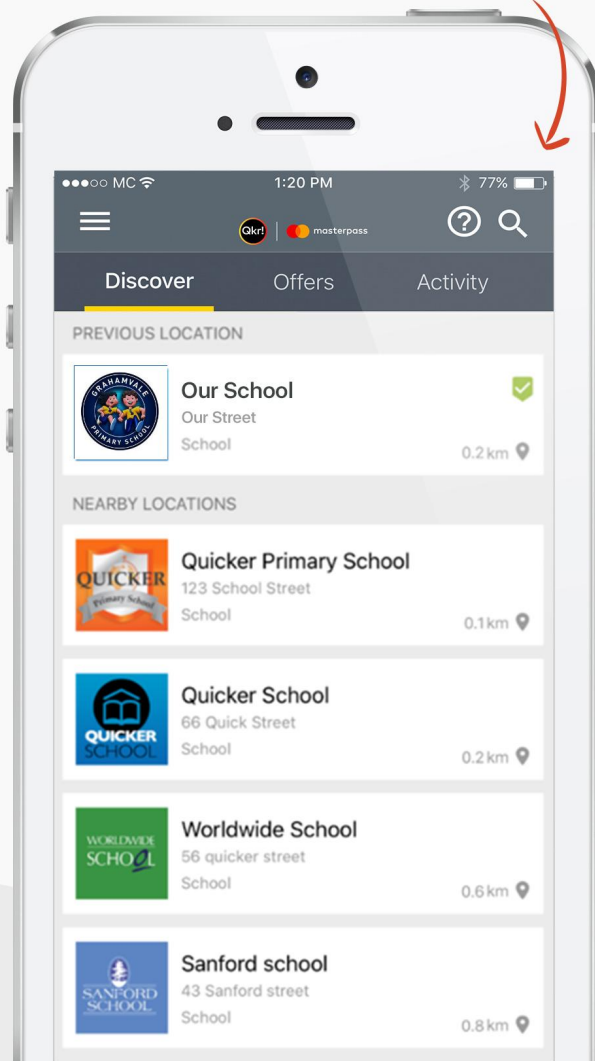 ●●●○○ MC 1:20 PM 77%
Qkr! | masterpass
Discover Offers Activity
PREVIOUS LOCATION
GRAHAMVALE
PRIMARY SCHOOL
Our School
Our Street
School
0.2 km
NEARBY LOCATIONS
QUICKER
Primary School
Quicker Primary School
123 School Street
School
0.1 km
QUICKER
SCHOOL
Quicker School
66 Quick Street
School
0.2 km
WORLDWIDE
SCHOOL
Worldwide School
56 quicker street
School
0.6 km
SANFORD
SCHOOL
Sanford school
43 Sanford street
School
0.8 km